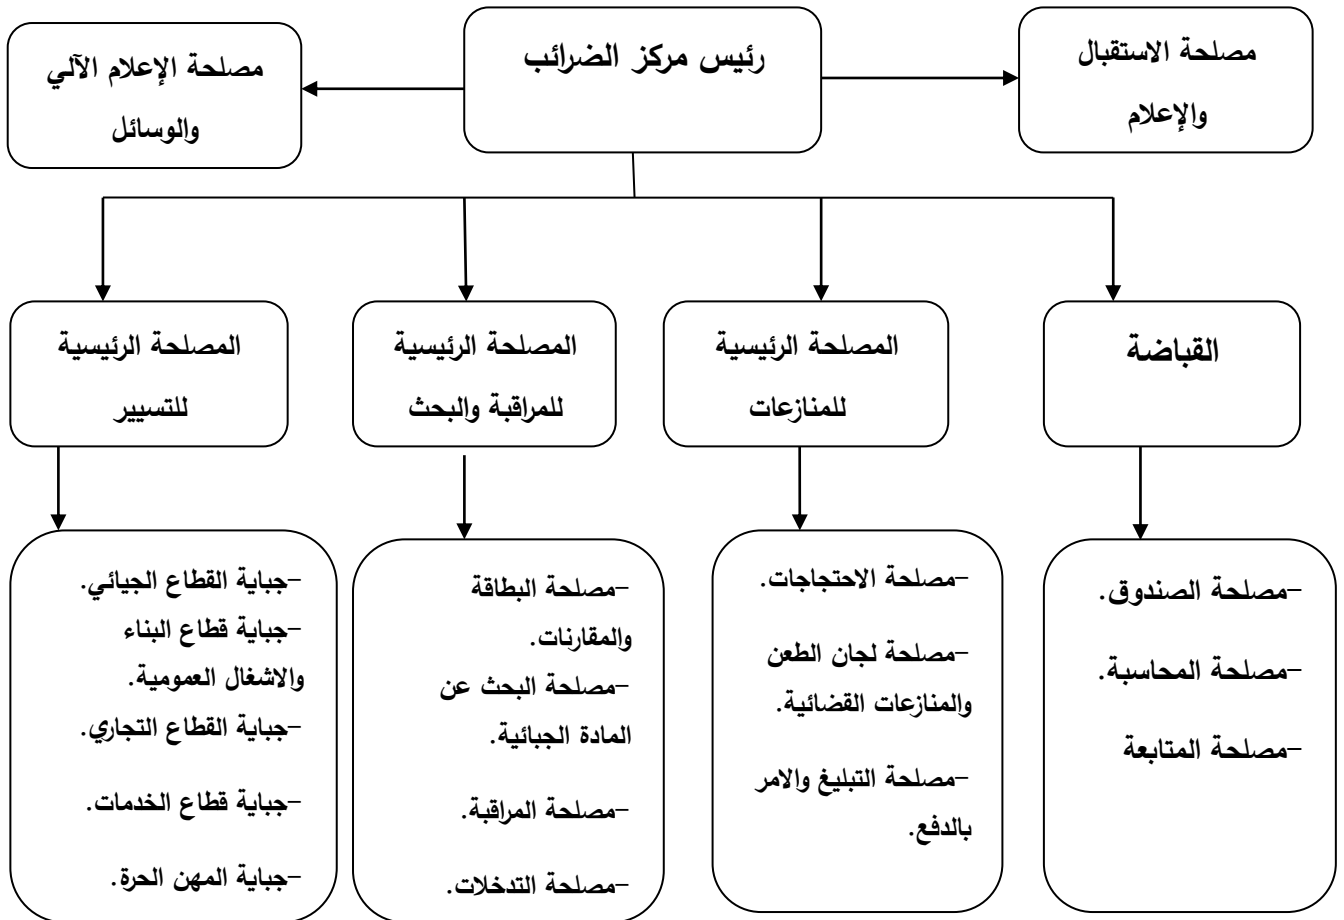 رئيس مركز الضرائب
مصلحة الاستقبال
والإعلام
مصلحة الإعلام الآلي
والوسائل
القباضة
المصلحة الرئيسية
للمنازعات
المصلحة الرئيسية
للمراقبة والبحث
المصلحة الرئيسية
للتسيير
-مصلحة الصندوق.
-مصلحة المحاسبة.
-مصلحة المتابعة
-مصلحة الاحتجاجات.
-مصلحة لجان الطعن
والمنازعات القضائية.
-مصلحة التبليغ والامر
بالدفع.
-مصلحة البطاقة
والمقارنات.
-مصلحة البحث عن
المادة الجبائية.
-مصلحة المراقبة.
-مصلحة التدخلات.
-جباية القطاع الجيائي.
-جباية قطاع البناء
والاشغال العمومية.
-جباية القطاع التجاري.
-جباية قطاع الخدمات.
-جباية المهن الحرة.